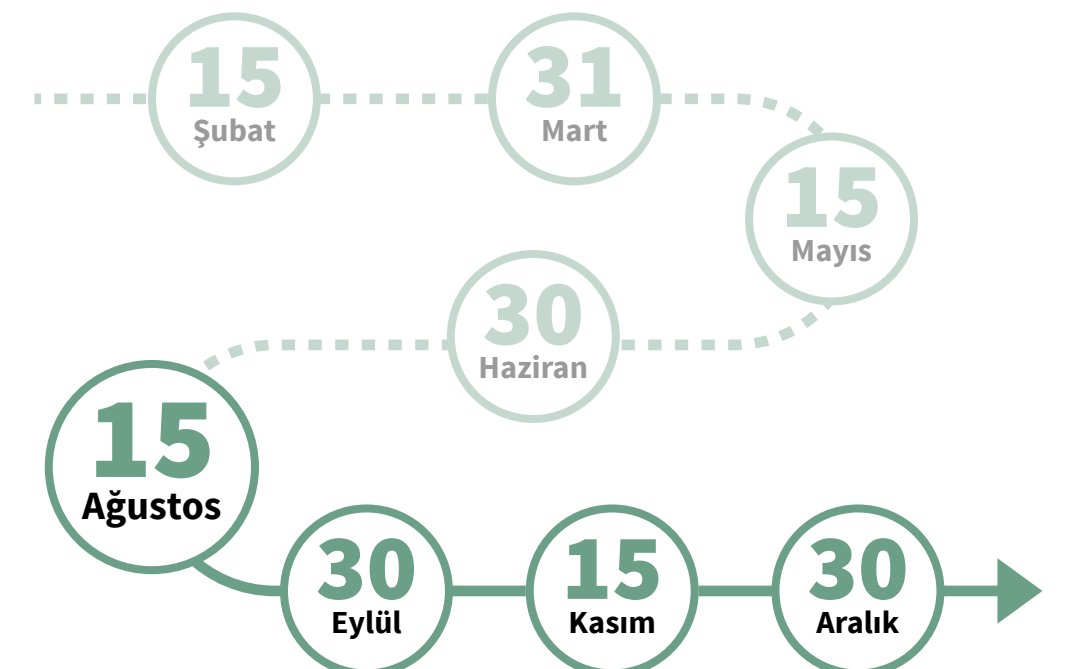 15
Şubat
31
Mart
15
Mayıs
30
Haziran
15
Ağustos
30
Eylül
15
Kasım
30
Aralık